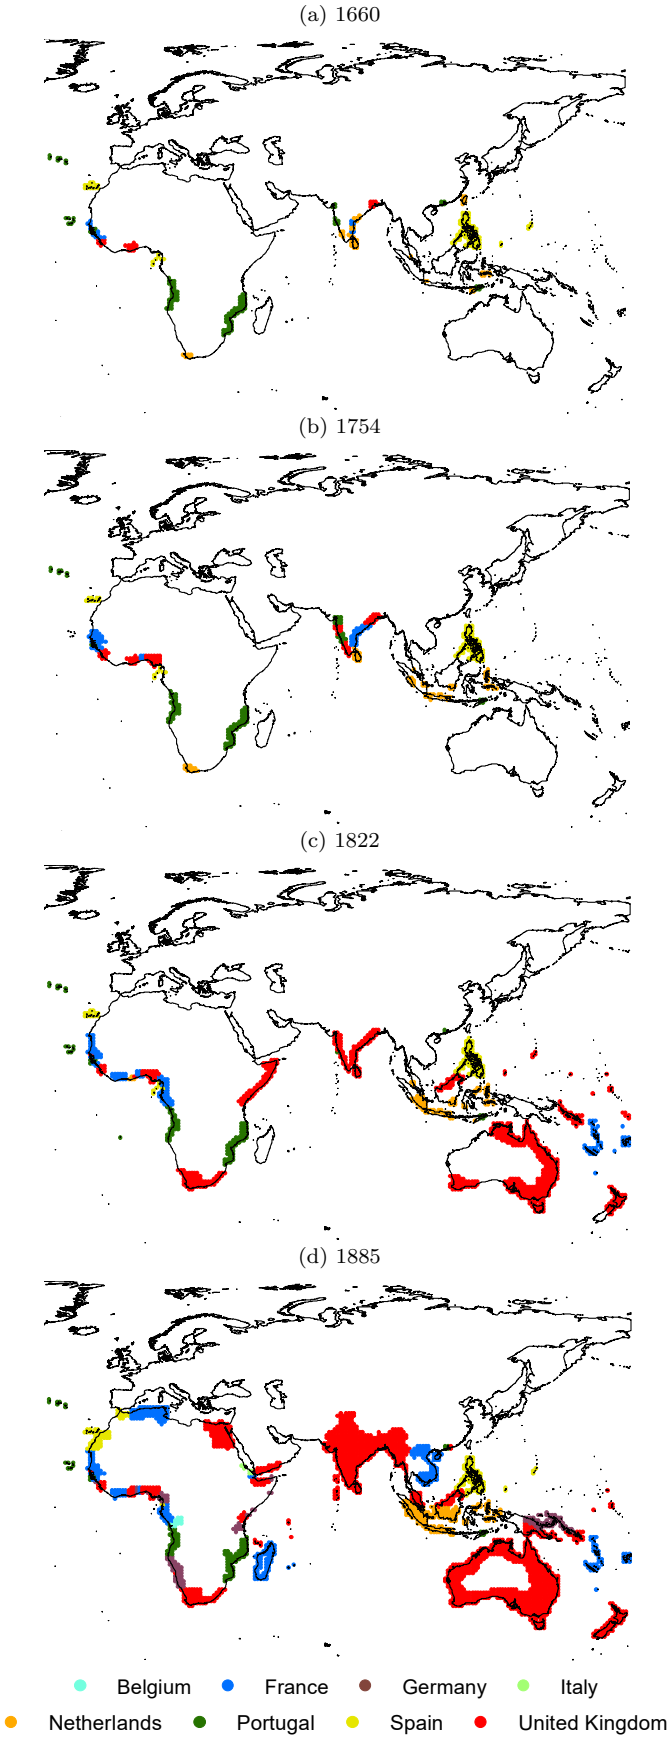 (a) 1660
(b) 1754
(c) 1822
(d) 1885
Belgium France Germany Italy
Netherlands Portugal Spain United Kingdom